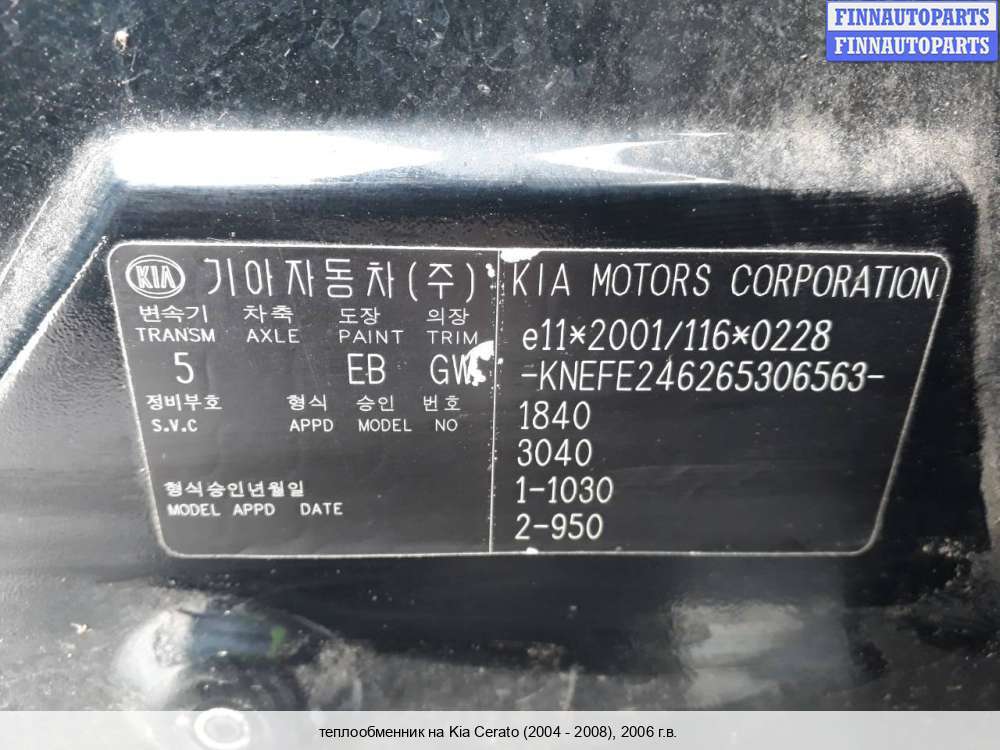 FINNAUTOPARTS
FINNAUTOPARTS
KIA 기아자동차(주)
변속기 차축 도장 의장
TRANSM AXLE PAINT TRIM
5 EB GW
정비부호 형식 승인 번호
S.V.C APPD MODEL NO
형식승인년월일
MODEL APPD DATE
KIA MOTORS CORPORATION
e11*2001/116*0228
-KNEFE246265306563-
1840
3040
1-1030
2-950
теплообменник на Kia Cerato (2004 - 2008), 2006 г.в.